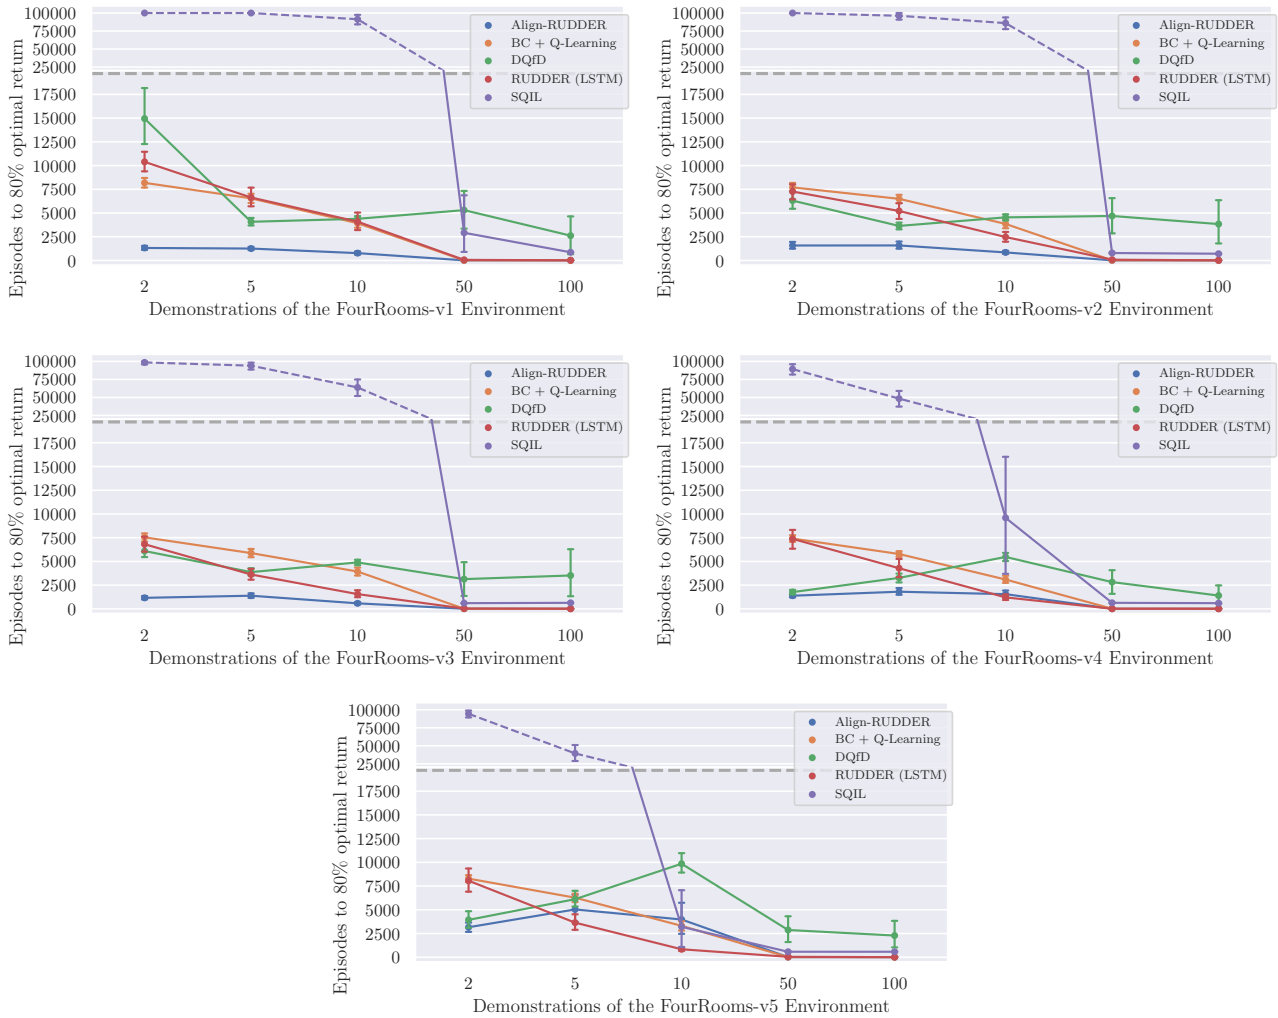 Episodes to 80% optimal return
100000
75000
50000
25000
17500
15000
12500
10000
7500
5000
2500
0
Align-RUDDER
BC + Q-Learning
DQfD
RUDDER (LSTM)
SQIL
2 5 10 50 100
Demonstrations of the FourRooms-v1 Environment
Episodes to 80% optimal return
100000
75000
50000
25000
17500
15000
12500
10000
7500
5000
2500
0
Align-RUDDER
BC + Q-Learning
DQfD
RUDDER (LSTM)
SQIL
2 5 10 50 100
Demonstrations of the FourRooms-v2 Environment
Episodes to 80% optimal return
100000
75000
50000
25000
17500
15000
12500
10000
7500
5000
2500
0
Align-RUDDER
BC + Q-Learning
DQfD
RUDDER (LSTM)
SQIL
2 5 10 50 100
Demonstrations of the FourRooms-v3 Environment
Episodes to 80% optimal return
100000
75000
50000
25000
17500
15000
12500
10000
7500
5000
2500
0
Align-RUDDER
BC + Q-Learning
DQfD
RUDDER (LSTM)
SQIL
2 5 10 50 100
Demonstrations of the FourRooms-v4 Environment
Episodes to 80% optimal return
100000
75000
50000
25000
17500
15000
12500
10000
7500
5000
2500
0
Align-RUDDER
BC + Q-Learning
DQfD
RUDDER (LSTM)
SQIL
2 5 10 50 100
Demonstrations of the FourRooms-v5 Environment